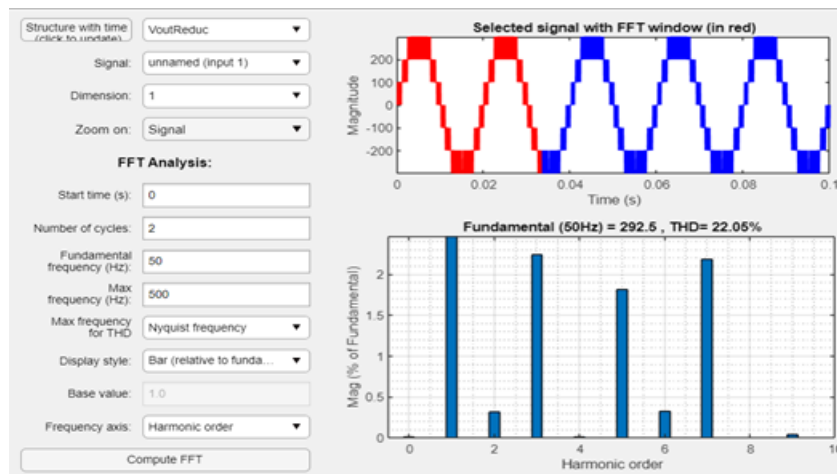 Structure with time
(click to update)
VoutReduc
Signal:
unnamed (input 1)
Dimension:
1
Zoom on:
Signal
FFT Analysis:
Start time (s):
0
Number of cycles:
2
Fundamental
frequency (Hz):
50
Max
frequency (Hz):
500
Max frequency
for THD
Nyquist frequency
Display style:
Bar (relative to funda...
Base value:
1.0
Frequency axis:
Harmonic order
Compute FFT
Selected signal with FFT window (in red)
Magnitude
200
100
0
-100
-200
0 0.02 0.04 0.06 0.08 0.1
Time (s)
Fundamental (50Hz) = 292.5 , THD= 22.05%
Mag (% of Fundamental)
2
1.5
1
0.5
0
0 2 4 6 8 10
Harmonic order